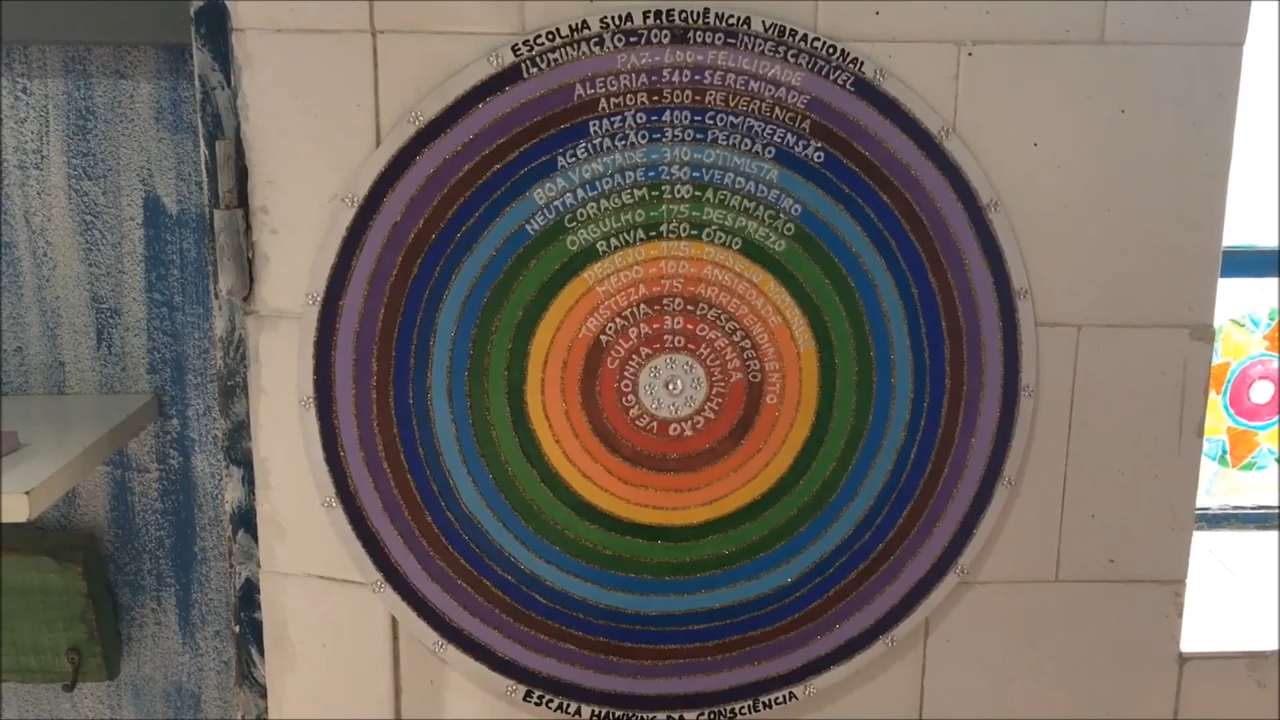 ESCOLHA SUA FREQUÊNCIA VIBRACIONAL
ILUMINAÇÃO-700 1000-INDESCRITÍVEL
PAZ-600-FELICIDADE
ALEGRIA-540-SERENIDADE
AMOR-500-REVERÊNCIA
RAZÃO-400-COMPREENSÃO
ACEITAÇÃO-350-PERDÃO
BOA VONTADE-310-OTIMISTA
NEUTRALIDADE-250-VERDADEIRO
CORAGEM-200-AFIRMAÇÃO
ORGULHO-175-DESPREZO
RAIVA-150-ÓDIO
DESEJO-125-
MEDO-100-ANSIEDADE
TRISTEZA-75-ARREPENDIMENTO
APATIA-50-DESESPERO
CULPA-30-OFENSA
VERGONHA-20-HUMILHAÇÃO
ESCALA HAWKINS DA CONSCIÊNCIA